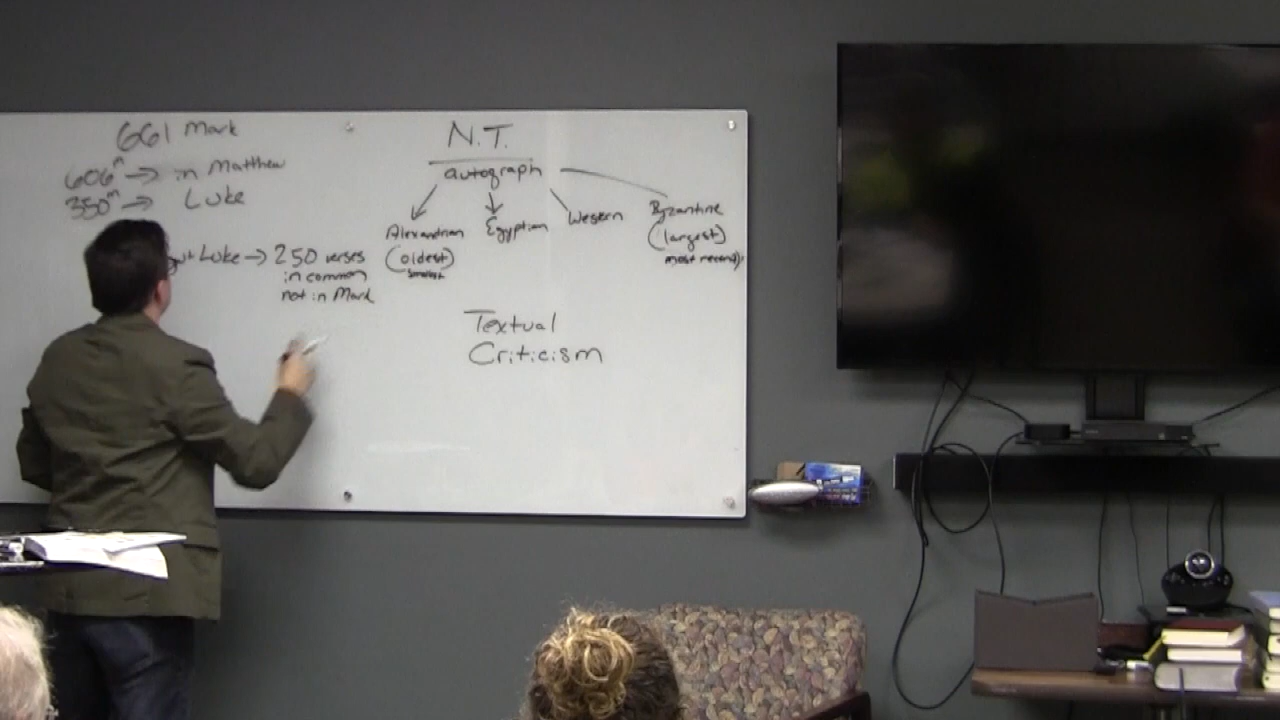 661 Mark
606 → in Matthew
350 → Luke
Luke → 250 verses
in common
not in Mark
N.T.
autograph
Alexandrian
(oldest)
smallest
Egyptian
Western
Byzantine
(largest)
most recent)
Textual
Criticism